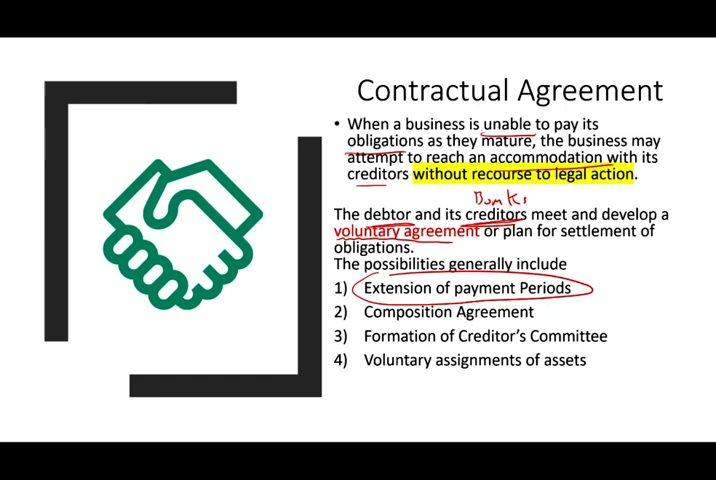 Contractual Agreement
• When a business is unable to pay its
obligations as they mature, the business may
attempt to reach an accommodation with its
creditors without recourse to legal action.
Banks
The debtor and its creditors meet and develop a
voluntary agreement or plan for settlement of
obligations.
The possibilities generally include
1) Extension of payment Periods
2) Composition Agreement
3) Formation of Creditor's Committee
4) Voluntary assignments of assets